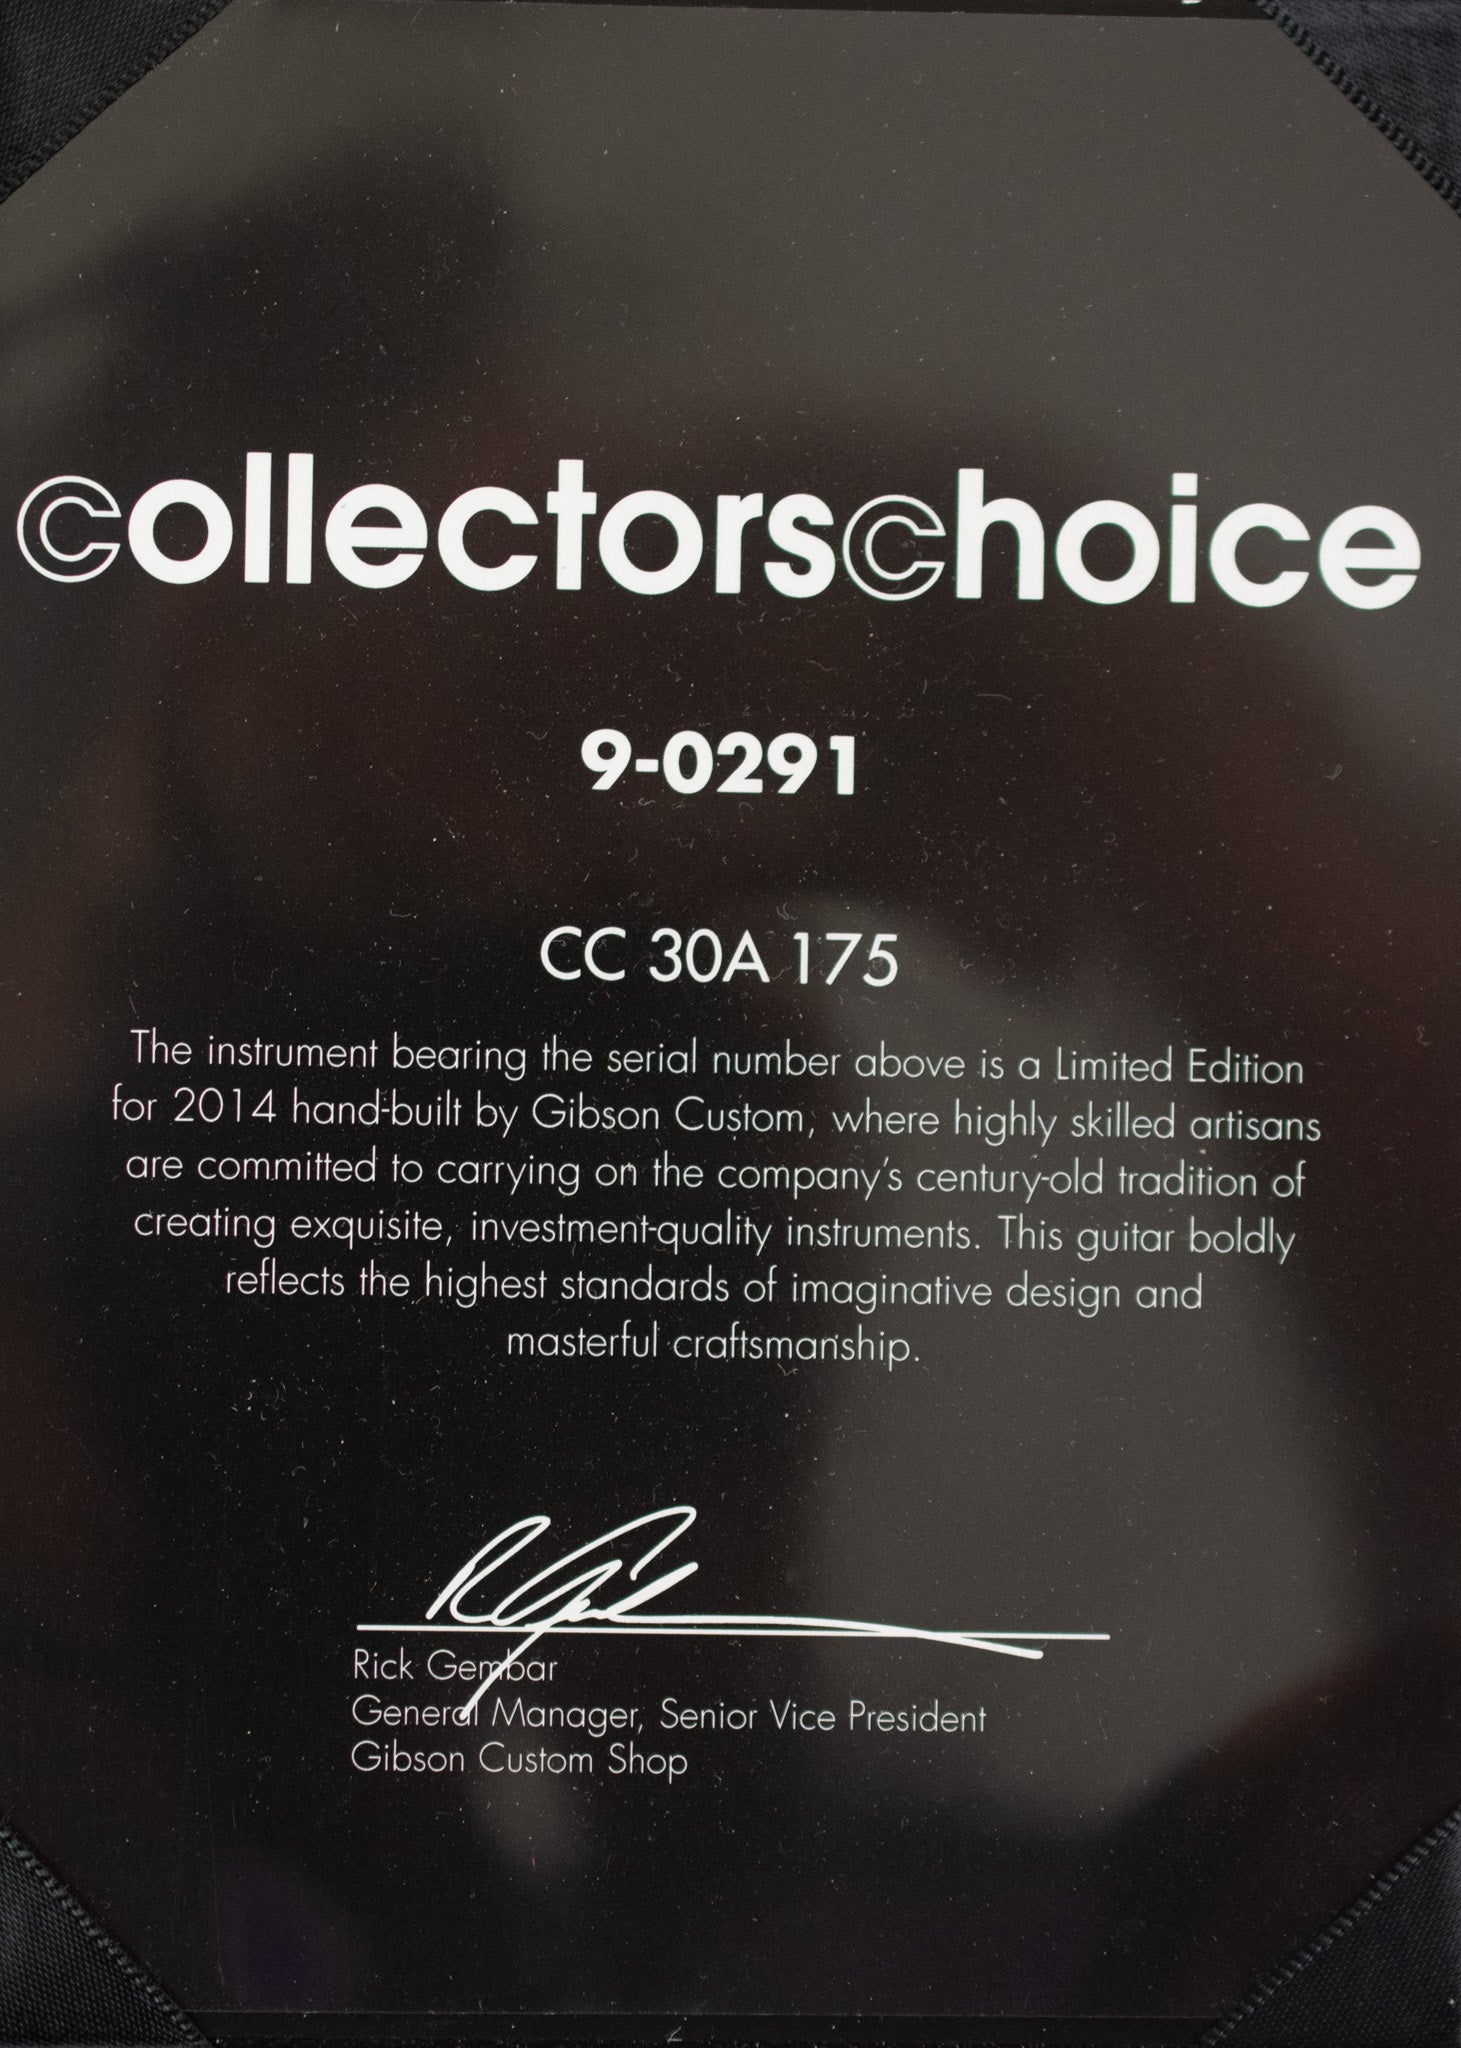 collectorschoice
9-0291
CC 30A 175
The instrument bearing the serial number above is a Limited Edition
for 2014 hand-built by Gibson Custom, where highly skilled artisans
are committed to carrying on the company's century-old tradition of
creating exquisite, investment-quality instruments. This guitar boldly
reflects the highest standards of imaginative design and
masterful craftsmanship.
Rick Gembar
General Manager, Senior Vice President
Gibson Custom Shop